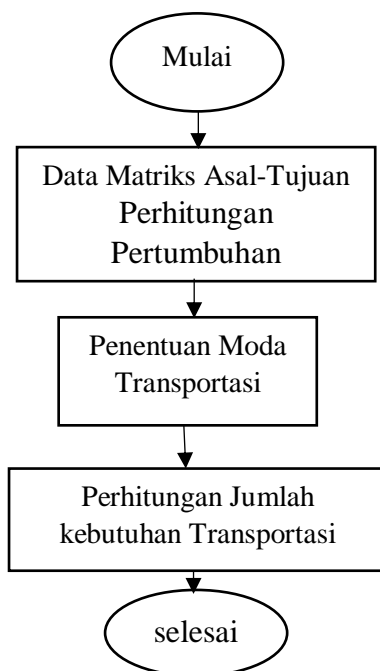 Mulai
Data Matriks Asal-Tujuan
Perhitungan
Pertumbuhan
Penentuan Moda
Transportasi
Perhitungan Jumlah
kebutuhan Transportasi
selesai